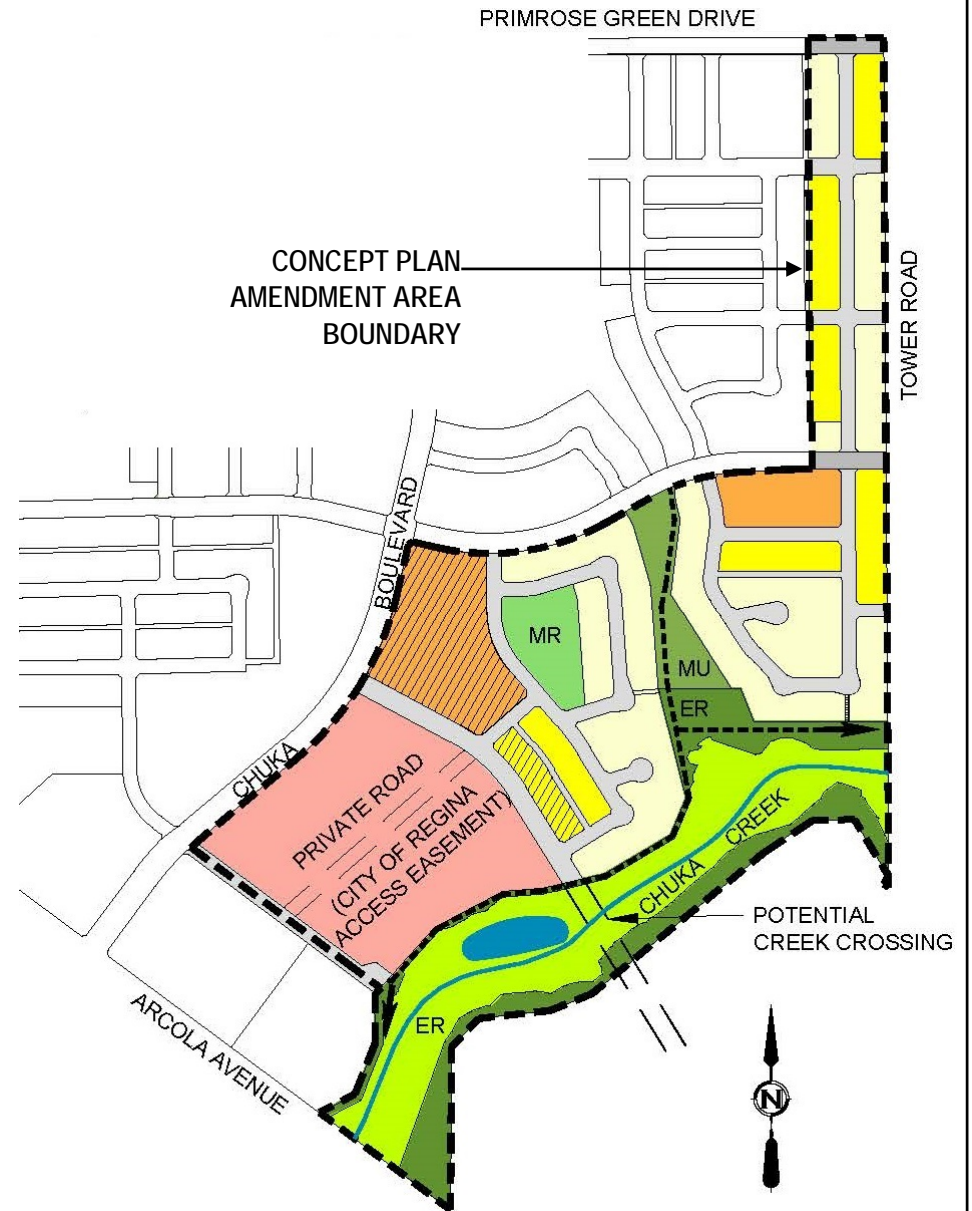 PRIMROSE GREEN DRIVE
CONCEPT PLAN
AMENDMENT AREA
BOUNDARY
TOWER ROAD
CHUKA BOULEVARD
MR
MU
ER
PRIVATE ROAD
(CITY OF REGINA
ACCESS EASEMENT)
CHUKA CREEK
POTENTIAL
CREEK CROSSING
ER
ARCOLA AVENUE
N